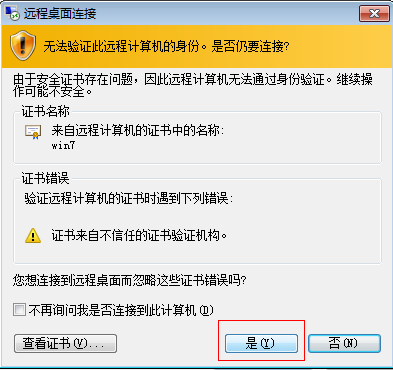 远程桌面连接
无法验证此远程计算机的身份。是否仍要连接?
由于安全证书存在问题，因此远程计算机无法通过身份验证。继续操
作可能不安全。
证书名称
来自远程计算机的证书中的名称:
win7
证书错误
验证远程计算机的证书时遇到下列错误:
证书来自不信任的证书验证机构。
您想连接到远程桌面而忽略这些证书错误吗?
不再询问我是否连接到此计算机(D)
查看证书(V)... 是(Y) 否(N)